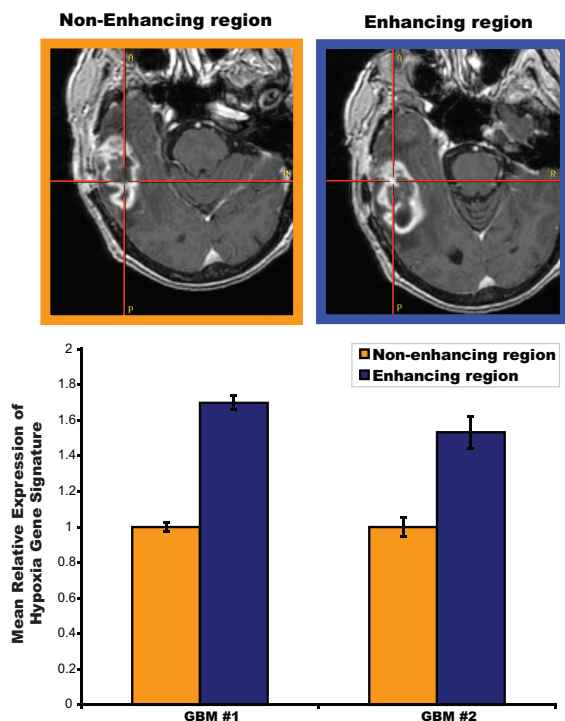 Non-Enhancing region
Enhancing region
A
R
P
A
R
P
Mean Relative Expression of
Hypoxia Gene Signature
2
1.8
1.6
1.4
1.2
1
0.8
0.6
0.4
0.2
0
Non-enhancing region
Enhancing region
GBM #1
GBM #2